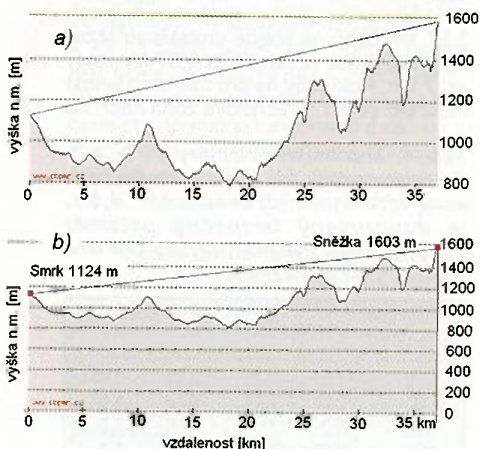 a)
výška n.m. [m]
1600
1400
1200
1000
800
0 5 10 15 20 25 30 35
b)
Smrk 1124 m
Sněžka 1603 m
výška n.m. [m]
1600
1400
1200
1000
800
600
400
200
0
0 5 10 15 20 25 30 35 km
vzdalenost [km]